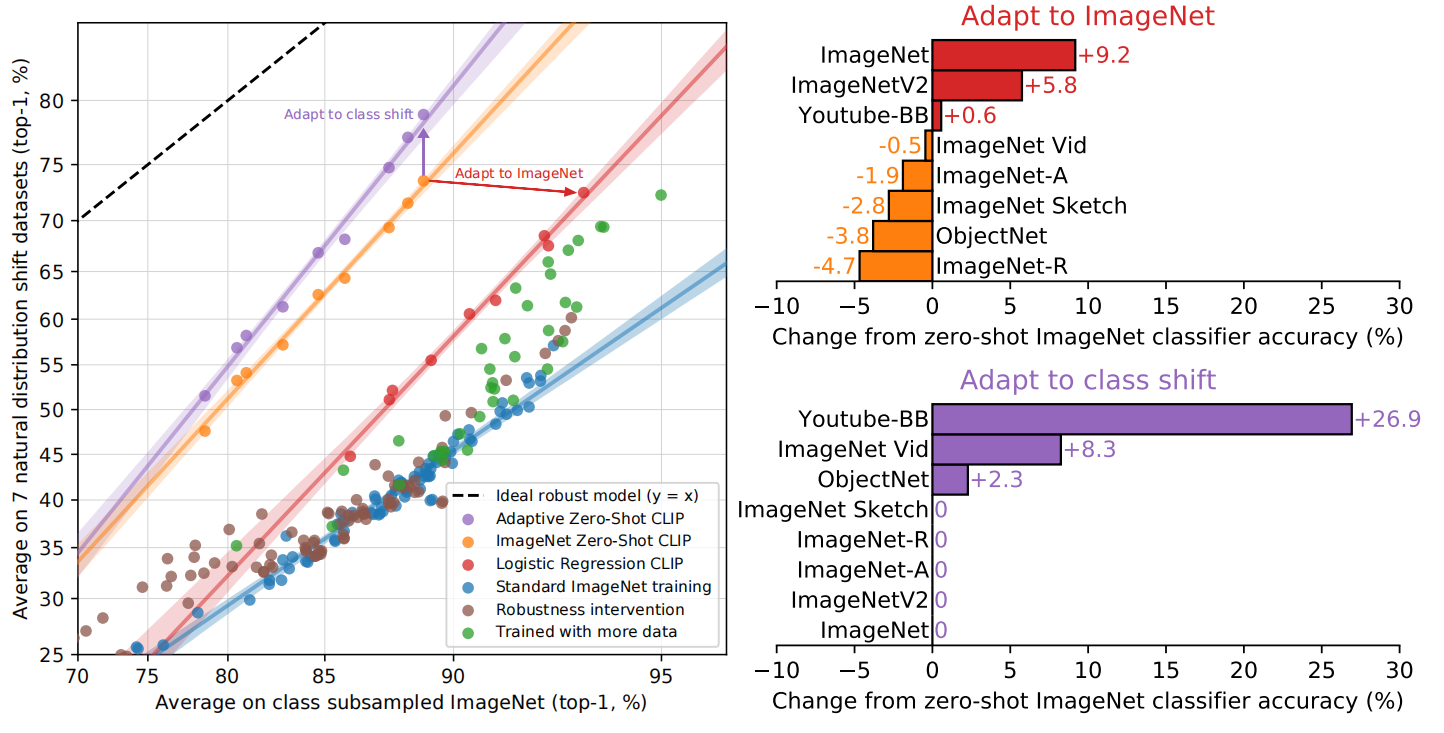 Average on 7 natural distribution shift datasets (top-1, %)
80
75
70
65
60
55
50
45
40
35
30
25
70
75
80
85
90
95
Average on class subsampled ImageNet (top-1, %)
Adapt to class shift
Adapt to ImageNet
Ideal robust model (y = x)
Adaptive Zero-Shot CLIP
ImageNet Zero-Shot CLIP
Logistic Regression CLIP
Standard ImageNet training
Robustness intervention
Trained with more data
Adapt to ImageNet
ImageNet +9.2
ImageNetV2 +5.8
Youtube-BB +0.6
-0.5 ImageNet Vid
-1.9 ImageNet-A
-2.8 ImageNet Sketch
-3.8 ObjectNet
-4.7 ImageNet-R
−10 −5 0 5 10 15 20 25 30
Change from zero-shot ImageNet classifier accuracy (%)
Adapt to class shift
Youtube-BB +26.9
ImageNet Vid +8.3
ObjectNet +2.3
ImageNet Sketch 0
ImageNet-R 0
ImageNet-A 0
ImageNetV2 0
ImageNet 0
−10 −5 0 5 10 15 20 25 30
Change from zero-shot ImageNet classifier accuracy (%)